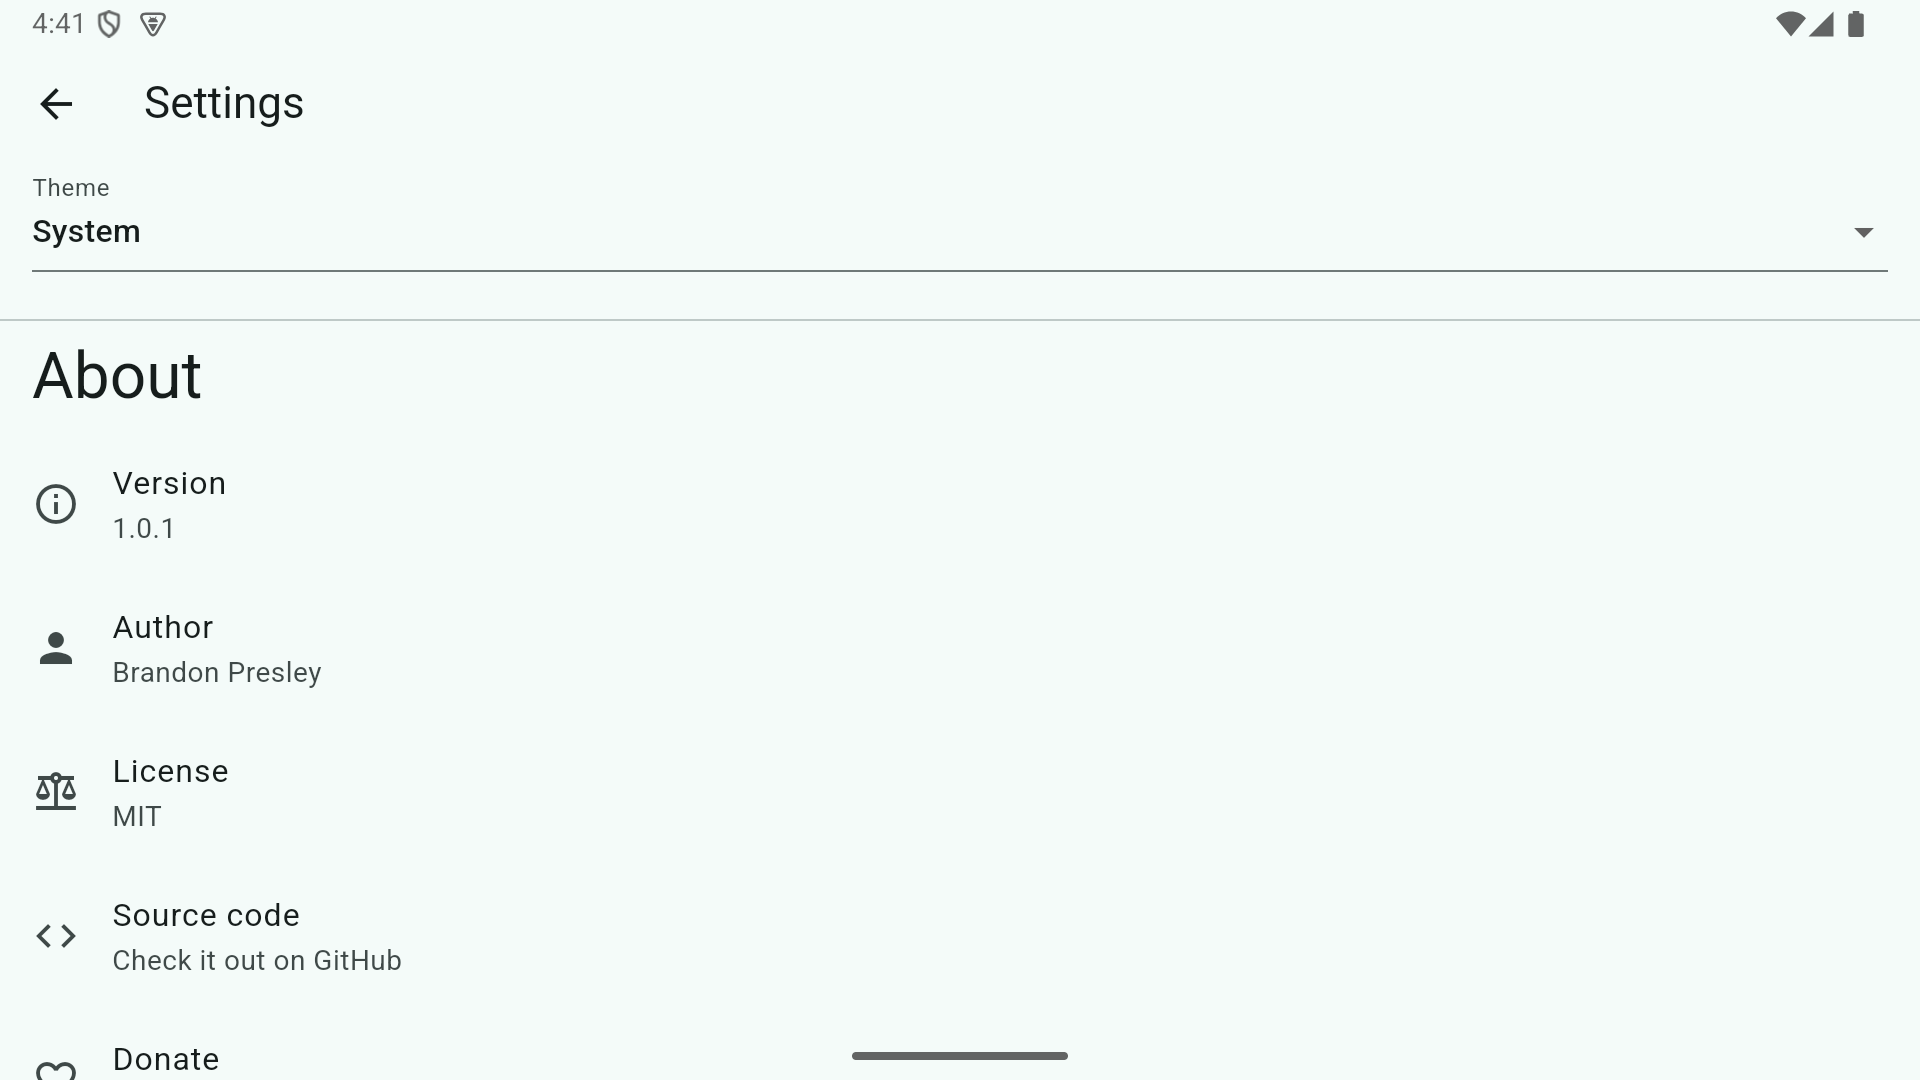 4:41
Settings
Theme
System
About
Version
1.0.1
Author
Brandon Presley
License
MIT
Source code
Check it out on GitHub
Donate